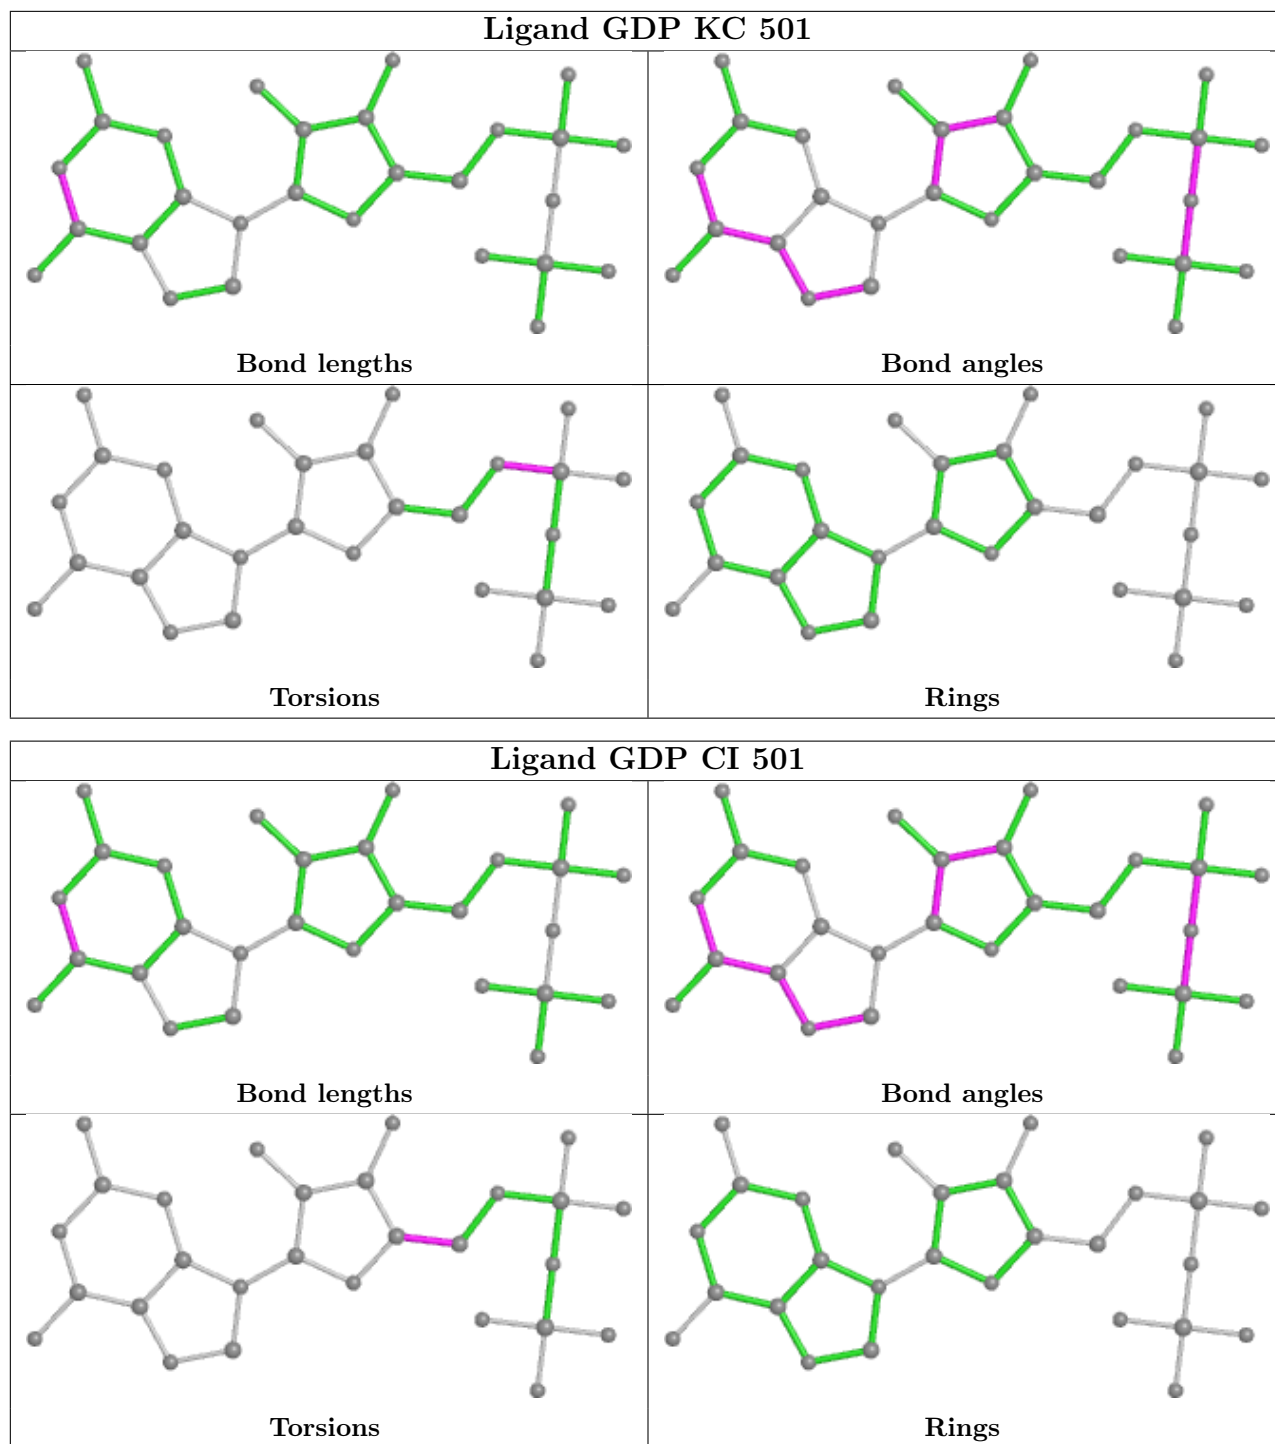 Ligand GDP KC 501
Bond lengths
Bond angles
Torsions
Rings
Ligand GDP CI 501
Bond lengths
Bond angles
Torsions
Rings